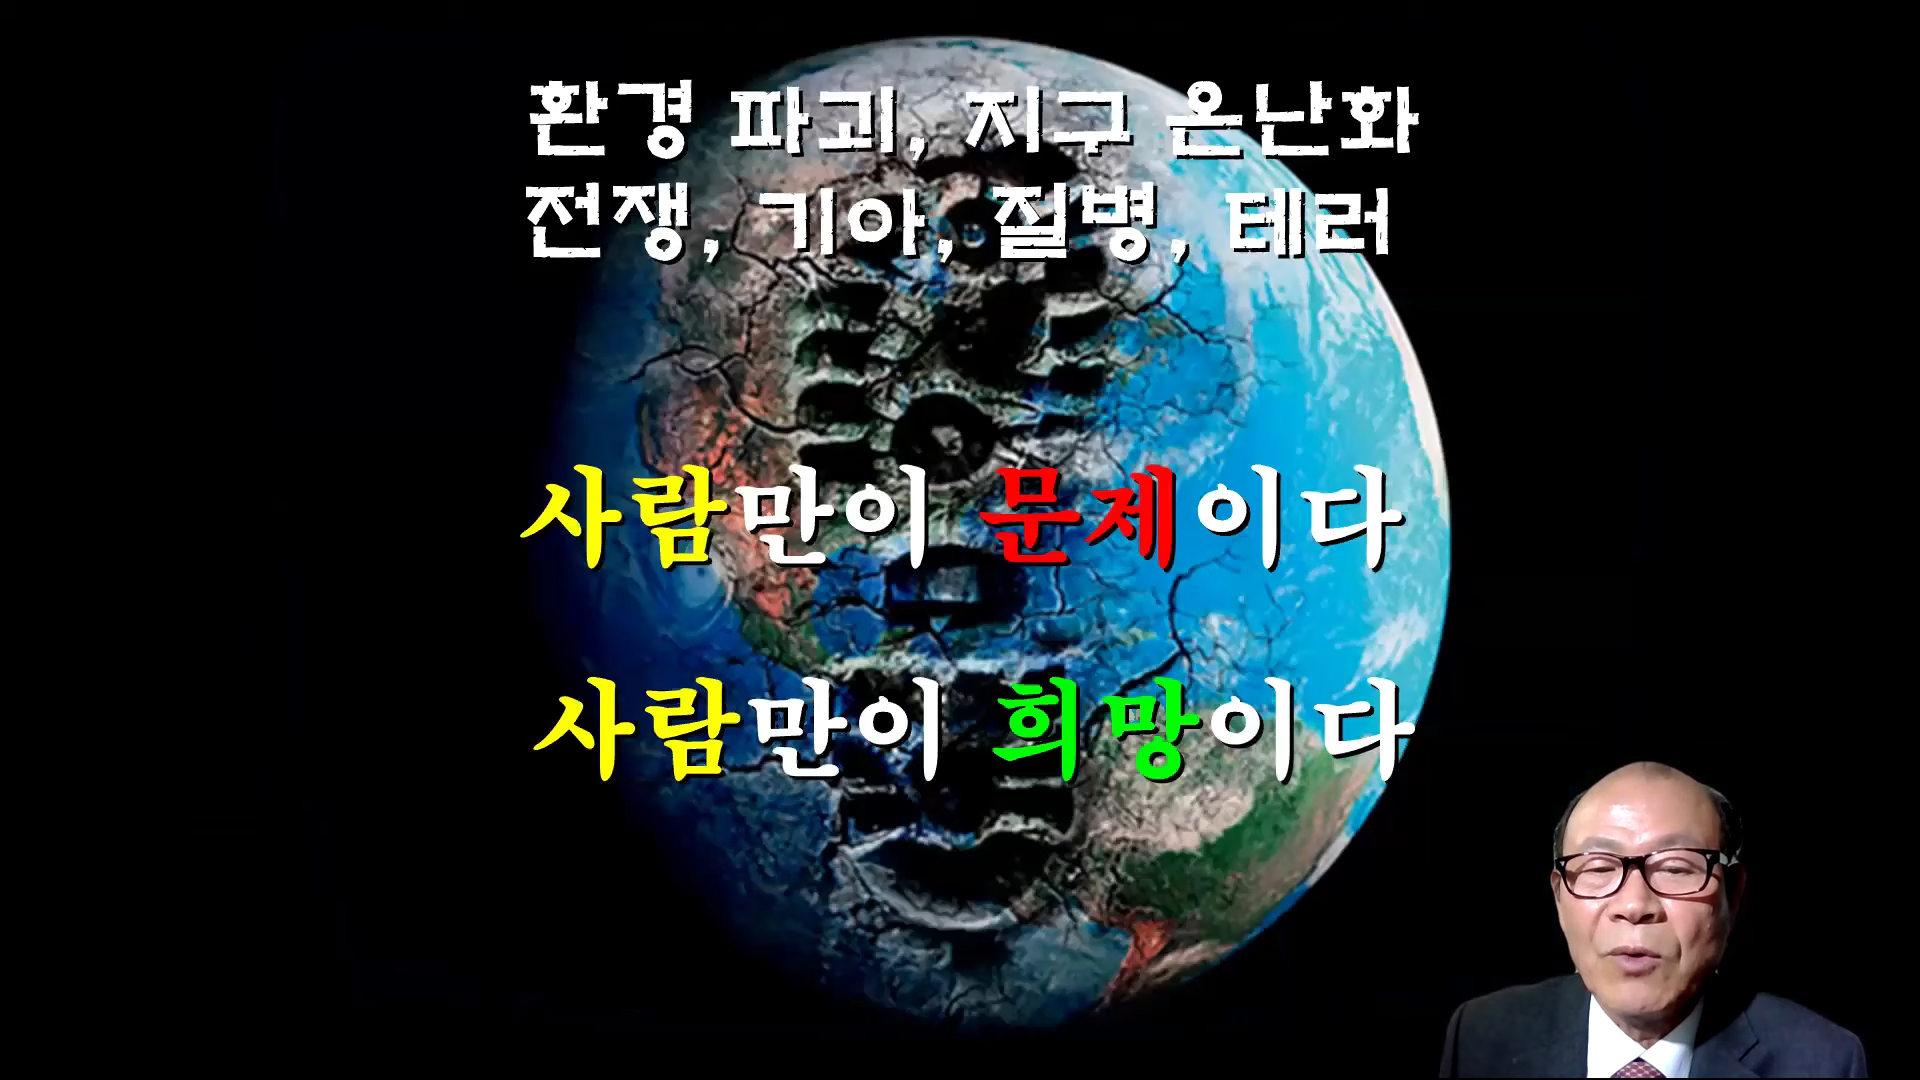 환경 파괴, 지구 온난화
전쟁, 기아, 질병, 테러
사람만이 문제이다
사람만이 희망이다